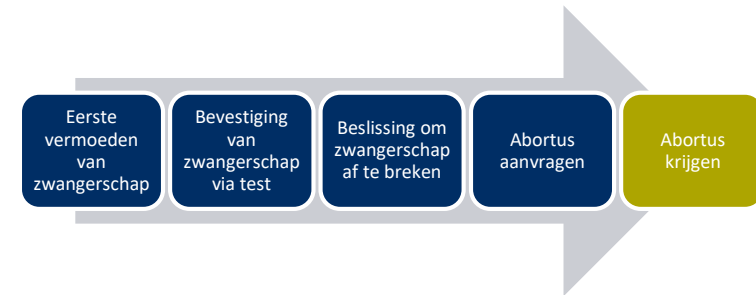 Eerste
vermoeden
van
zwangerschap
Bevestiging
van
zwangerschap
via test
Beslissing om
zwangerschap
af te breken
Abortus
aanvragen
Abortus
krijgen